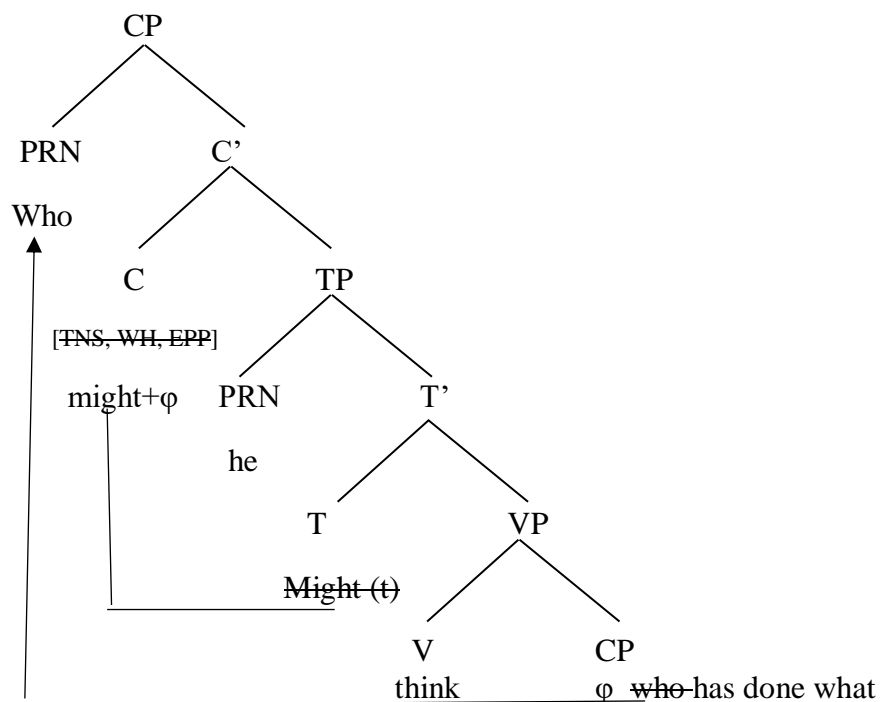 CP
PRN C’
Who
C TP
[TNS, WH, EPP]
might+φ PRN T’
he
T VP
Might (t)
V CP
think φ who has done what